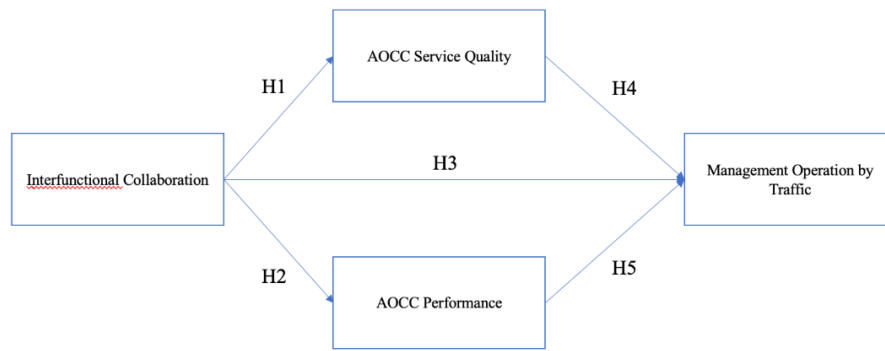 AOCC Service Quality
H1
H4
H3
Interfunctional Collaboration
Management Operation by
Traffic
H2
H5
AOCC Performance